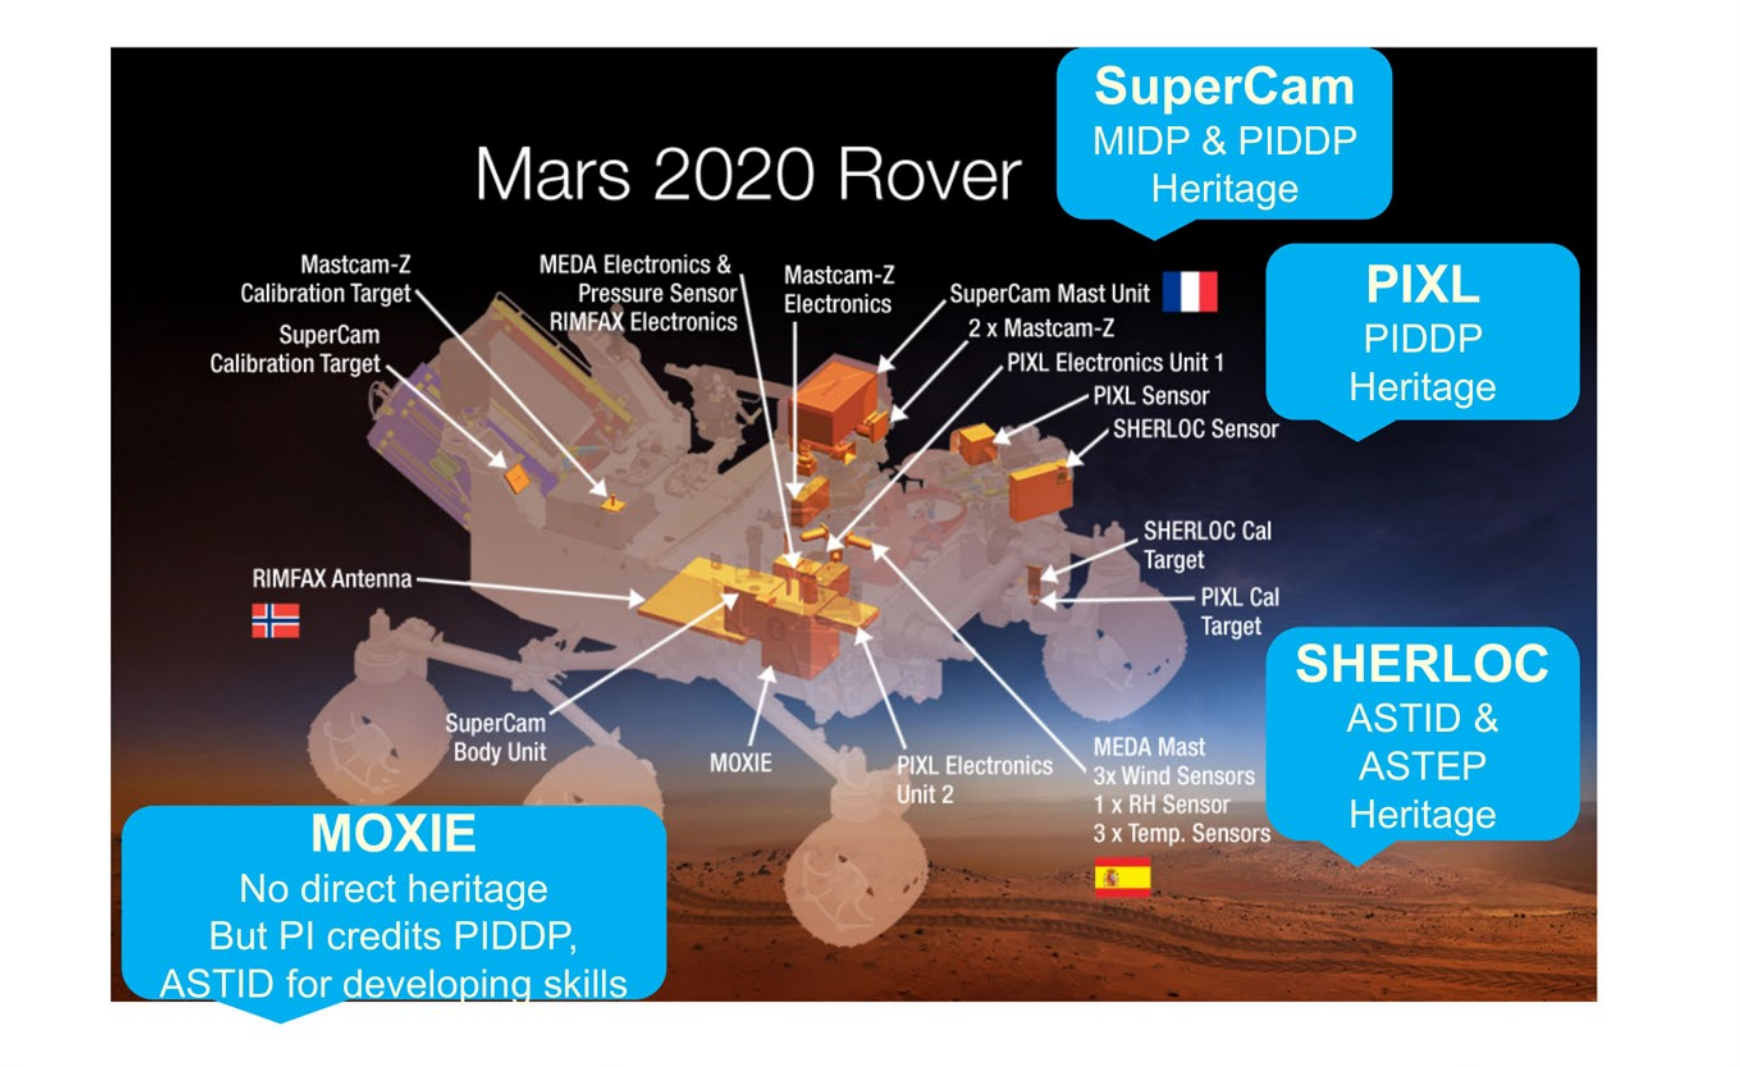 SuperCam
MIDP & PIDDP
Heritage
Mars 2020 Rover
PIXL
PIDDP
Heritage
Mastcam-Z
Calibration Target
SuperCam
Calibration Target
MEDA Electronics &
Pressure Sensor
RIMFAX Electronics
Mastcam-Z
Electronics
SuperCam Mast Unit
2 x Mastcam-Z
PIXL Electronics Unit 1
PIXL Sensor
SHERLOC Sensor
SHERLOC Cal
Target
PIXL Cal
Target
RIMFAX Antenna
SuperCam
Body Unit
MOXIE
PIXL Electronics
Unit 2
MEDA Mast
3x Wind Sensors
1 x RH Sensor
3 x Temp. Sensors
SHERLOC
ASTID &
ASTEP
Heritage
MOXIE
No direct heritage
But PI credits PIDDP,
ASTID for developing skills